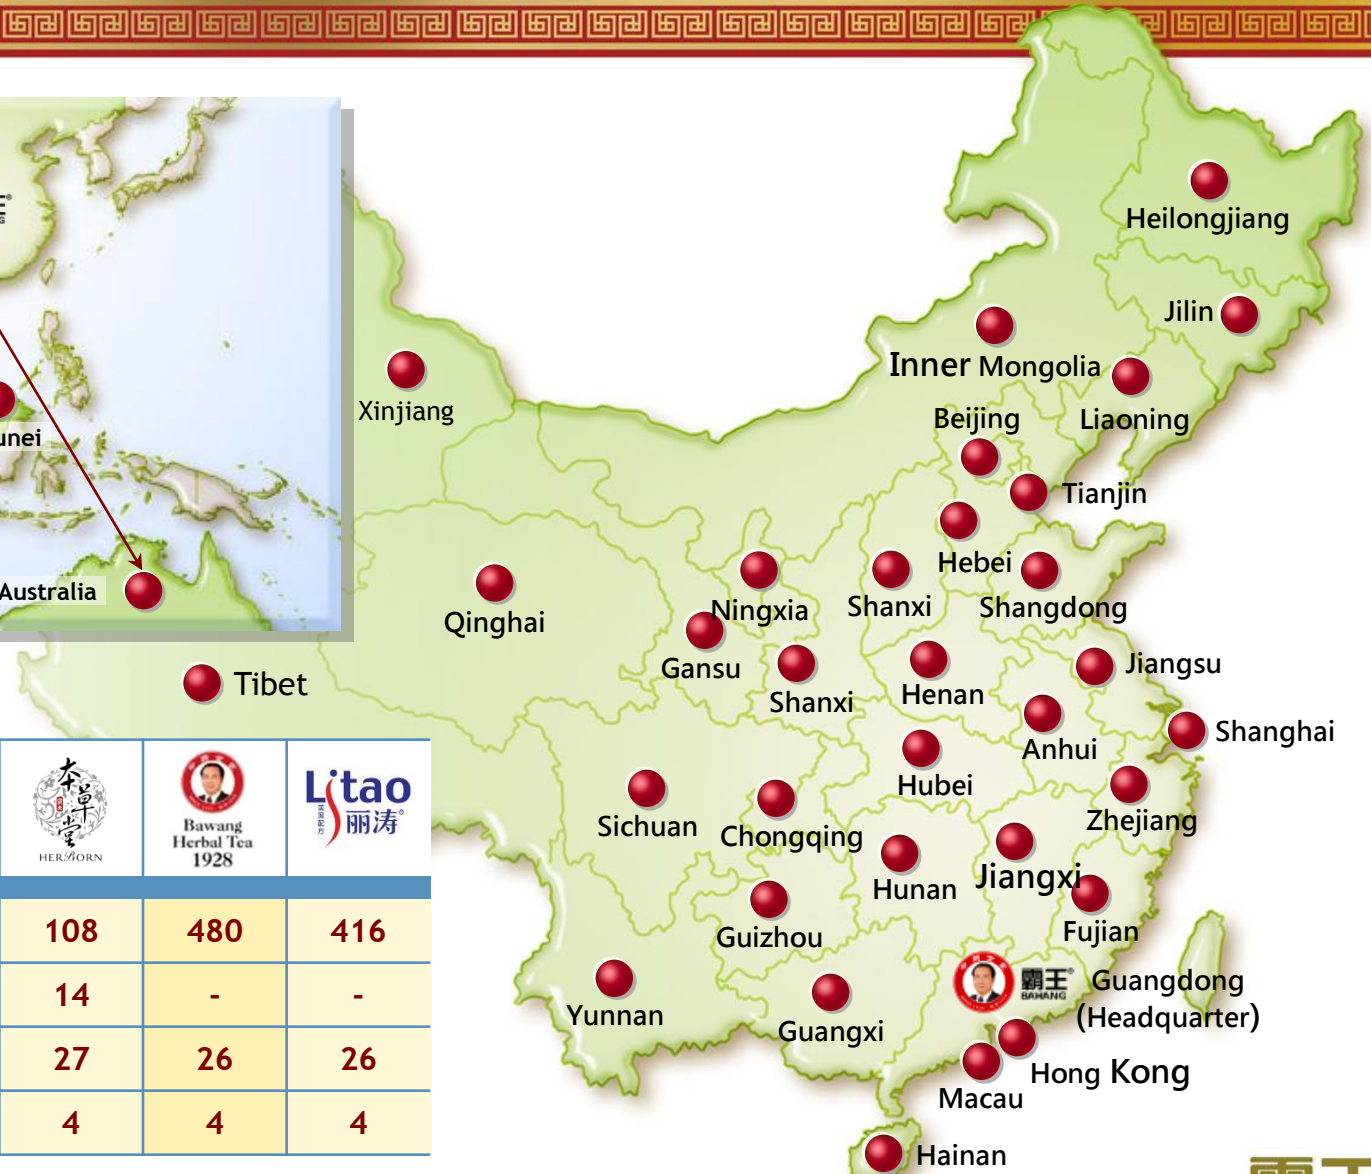 Heilongjiang
Jilin
Inner Mongolia
Liaoning
Beijing
Tianjin
Xinjiang
Hebei
Ningxia
Shanxi
Shangdong
Qinghai
Gansu
Shanxi
Henan
Jiangsu
Australia
Tibet
Anhui
Shanghai
Hubei
Zhejiang
Sichuan
Chongqing
Hunan
Jiangxi
Fujian
Guizhou
Yunnan
Guangxi
霸王®
BAWANG
Guangdong
(Headquarter)
Hong Kong
Macau
Hainan
本草堂
HERBORN
Bawang
Herbal Tea
1928
Litao
丽涛®
108 480 416
14 - -
27 26 26
4 4 4